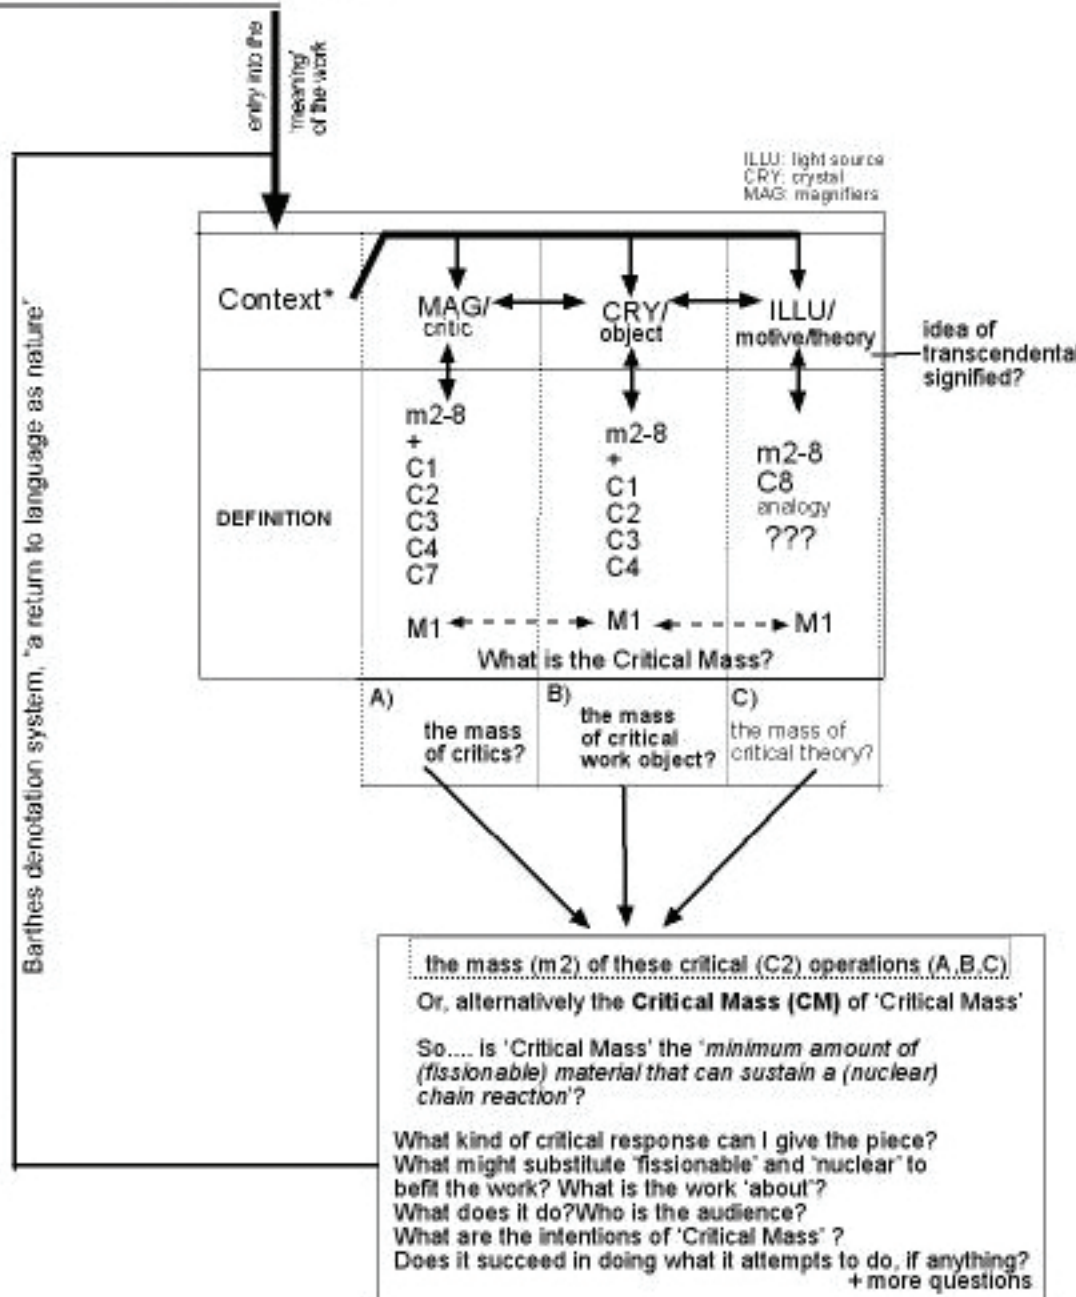 entry into the
'meaning'
of the work
ILLU: light source
CRY: crystal
MAG: magnifiers
Context*
MAG/
critic
CRY/
object
ILLU/
motive/theory
idea of
transcendental
signified?
Barthes denotation system, "a return to language as nature"
DEFINITION
m2-8
+
C1
C2
C3
C4
C7
M1
m2-8
+
C1
C2
C3
C4
M1
m2-8
C8
analogy
???
M1
What is the Critical Mass?
A)
the mass
of critics?
B)
the mass
of critical
work object?
C)
the mass of
critical theory?
the mass (m2) of these critical (C2) operations (A,B,C)
Or, alternatively the Critical Mass (CM) of 'Critical Mass'
So.... is 'Critical Mass' the 'minimum amount of
(fissionable) material that can sustain a (nuclear)
chain reaction'?
What kind of critical response can I give the piece?
What might substitute 'fissionable' and 'nuclear' to
befit the work? What is the work 'about'?
What does it do?Who is the audience?
What are the intentions of 'Critical Mass' ?
Does it succeed in doing what it attempts to do, if anything?
+ more questions